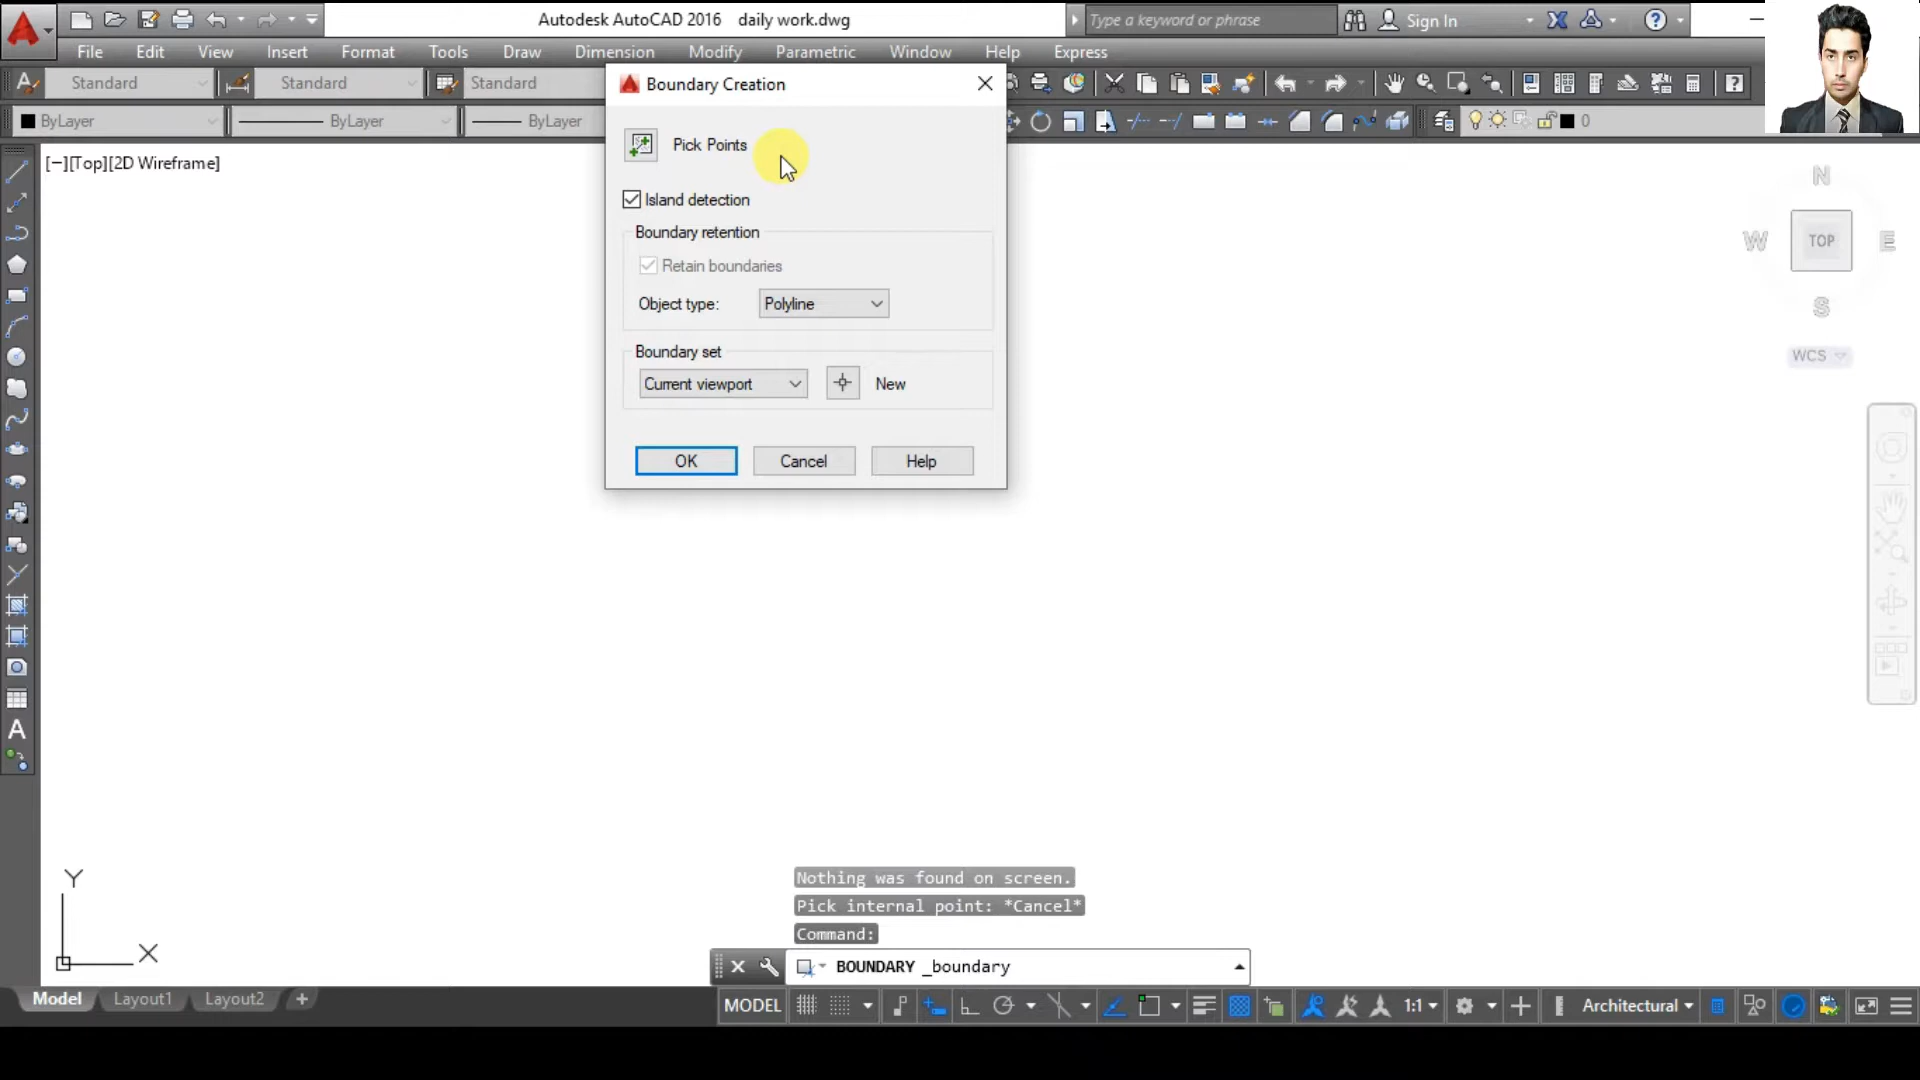 Autodesk AutoCAD 2016 daily work.dwg
Type a keyword or phrase
Sign In
File Edit View Insert Format Tools Draw Dimension Modify Parametric Window Help Express
Standard Standard Standard
ByLayer ByLayer ByLayer
0
[−][Top][2D Wireframe]
Boundary Creation
Pick Points
Island detection
Boundary retention
Retain boundaries
Object type: Polyline
Boundary set
Current viewport New
OK Cancel Help
N
W TOP E
S
WCS
Y
X
Nothing was found on screen.
Pick internal point: *Cancel*
Command:
BOUNDARY _boundary
Model Layout1 Layout2 +
MODEL 1:1 Architectural